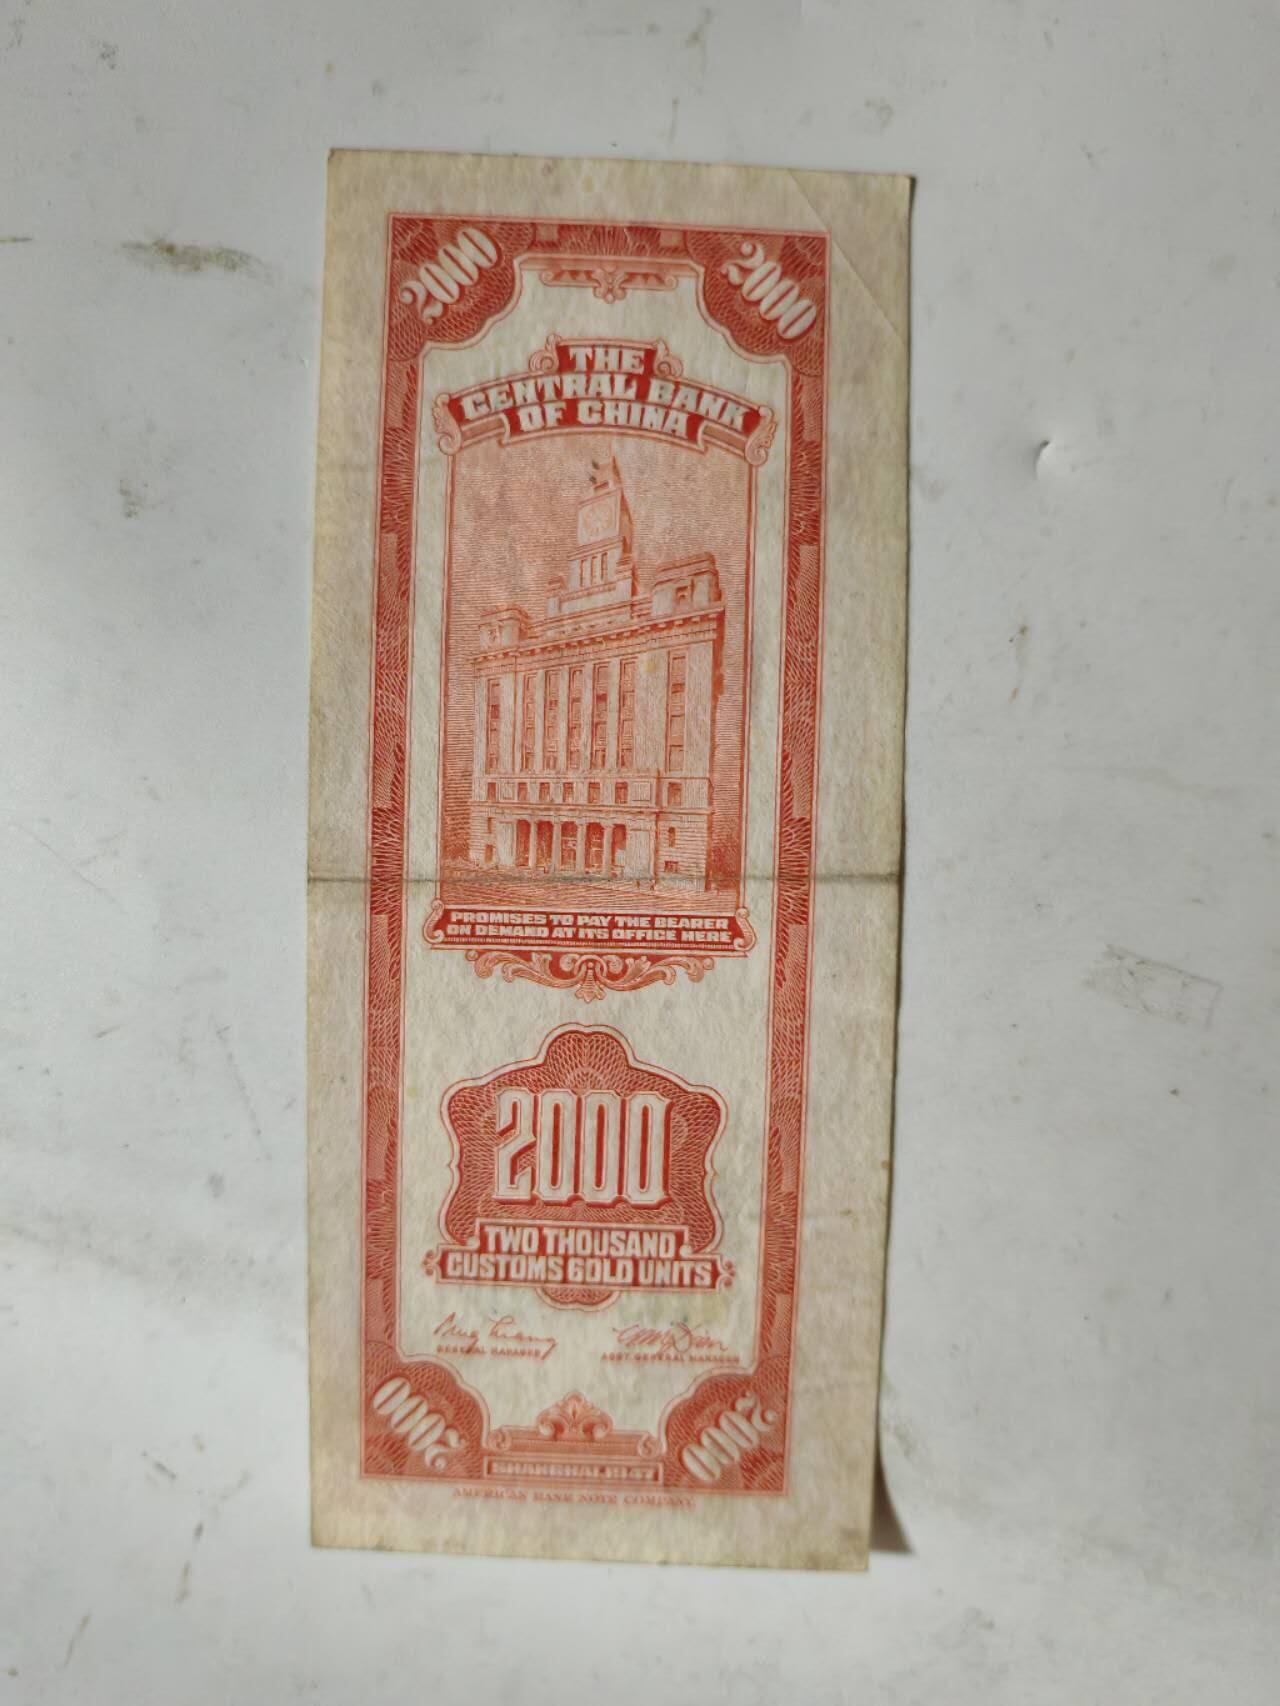 2000 2000
THE
CENTRAL BANK
OF CHINA
PROMISES TO PAY THE BEARER
ON DEMAND AT ITS OFFICE HERE
2000
TWO THOUSAND
CUSTOMS GOLD UNITS
GENERAL MANAGER ASST GENERAL MANAGER
2000 2000
SHANGHAI, 1947
AMERICAN BANK NOTE COMPANY.